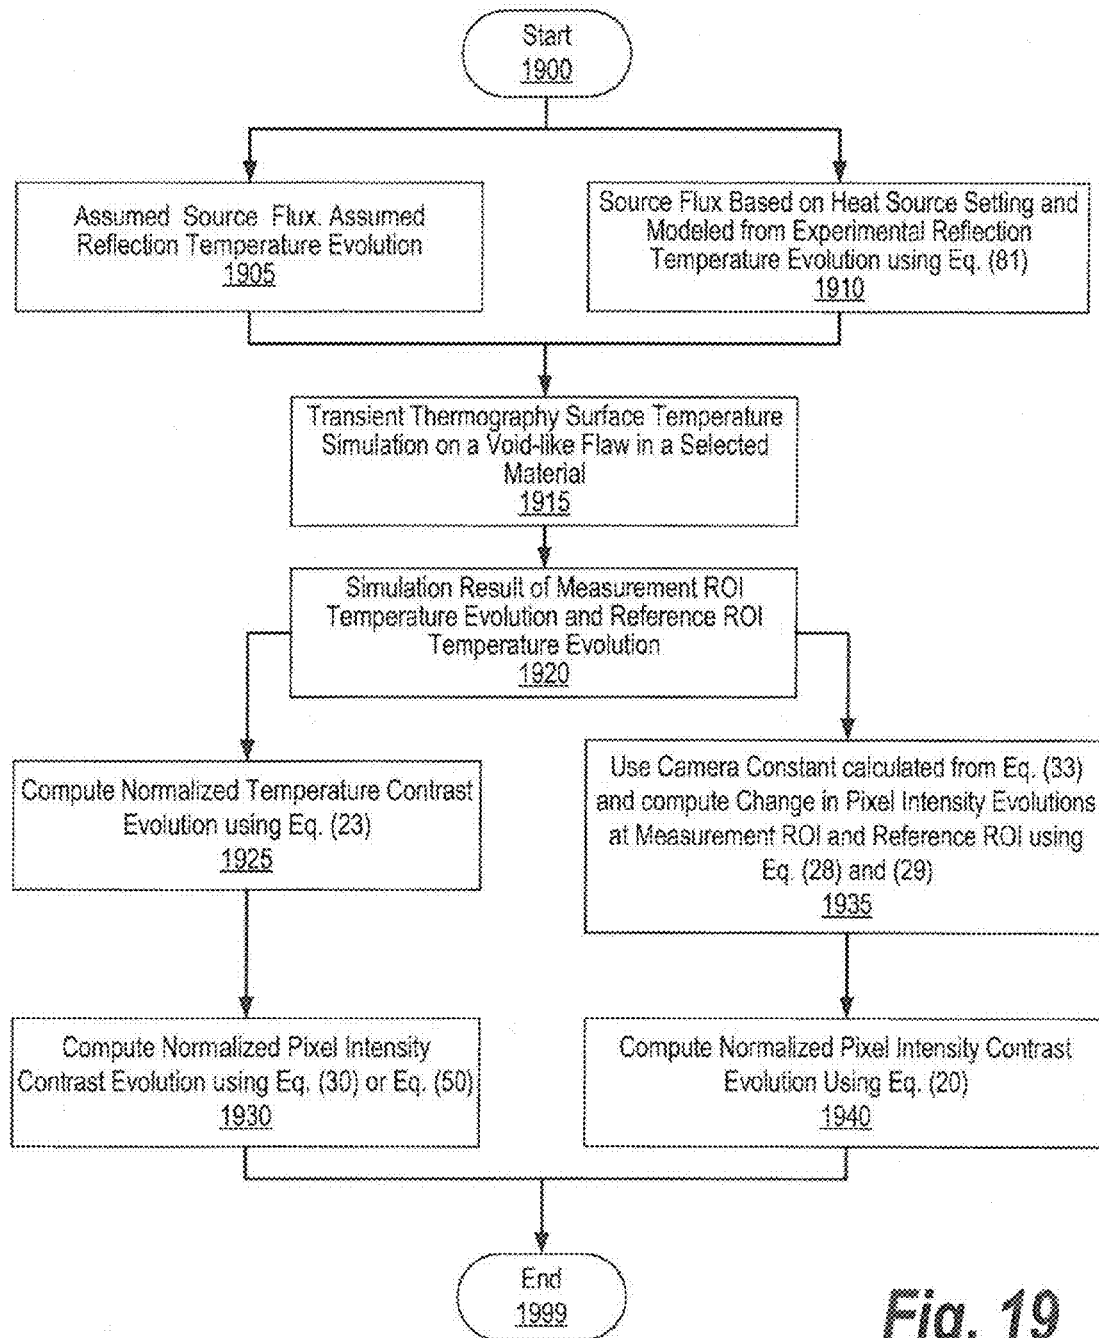 Start
1900
Assumed Source Flux. Assumed
Reflection Temperature Evolution
1905
Source Flux Based on Heat Source Setting and
Modeled from Experimental Reflection
Temperature Evolution using Eq. (81)
1910
Transient Thermography Surface Temperature
Simulation on a Void-like Flaw in a Selected
Material
1915
Simulation Result of Measurement ROI
Temperature Evolution and Reference ROI
Temperature Evolution
1920
Compute Normalized Temperature Contrast
Evolution using Eq. (23)
1925
Use Camera Constant calculated from Eq. (33)
and compute Change in Pixel Intensity Evolutions
at Measurement ROI and Reference ROI using
Eq. (28) and (29)
1935
Compute Normalized Pixel Intensity
Contrast Evolution using Eq. (30) or Eq. (50)
1930
Compute Normalized Pixel Intensity Contrast
Evolution Using Eq. (20)
1940
End
1999
Fig. 19